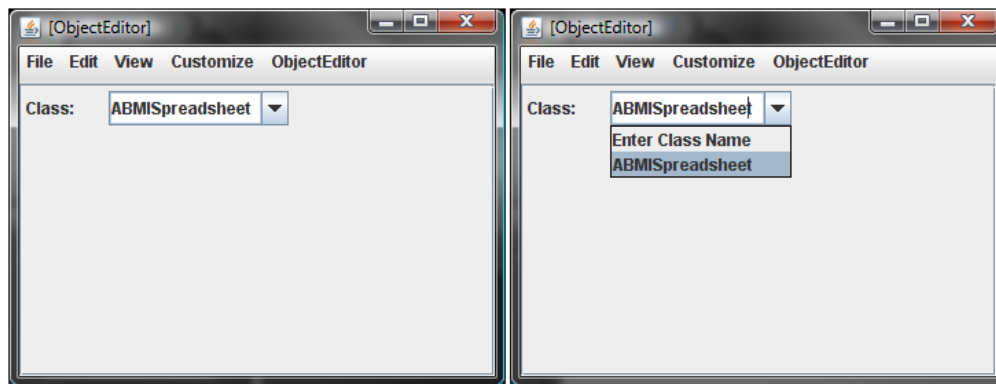 [ObjectEditor]
File Edit View Customize ObjectEditor
Class: ABMISpreadsheet
[ObjectEditor]
File Edit View Customize ObjectEditor
Class: ABMISpreadsheet
Enter Class Name
ABMISpreadsheet